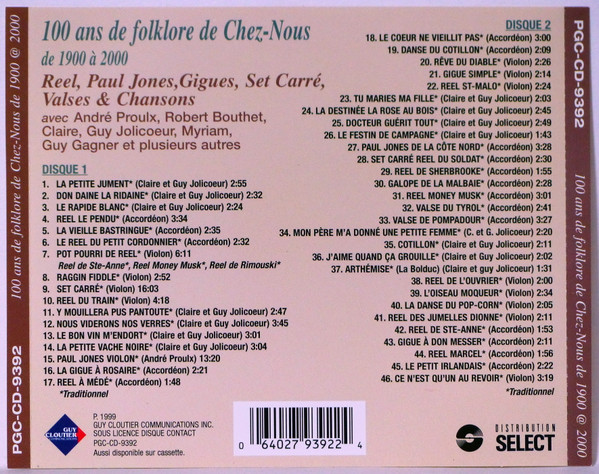 100 ans de folklore de Chez-Nous
de 1900 à 2000
Reel, Paul Jones, Gigues, Set Carré,
Valses & Chansons
avec André Proulx, Robert Bouthet,
Claire, Guy Jolicoeur, Myriam,
Guy Gagner et plusieurs autres
DISQUE 1
1. LA PETITE JUMENT* (Claire et Guy Jolicoeur) 2:55
2. DON DAINE LA RIDAINE* (Claire et Guy Jolicoeur) 2:32
3. LE RAPIDE BLANC* (Claire et Guy Jolicoeur) 2:24
4. REEL LE PENDU* (Accordéon) 3:34
5. LA VIEILLE BASTRINGUE* (Accordéon) 2:35
6. LE REEL DU PETIT CORDONNIER* (Accordéon) 2:32
7. POT POURRI DE REEL* (Violon) 6:11
Reel de Ste-Anne*, Reel Money Musk*, Reel de Rimouski*
8. RAGGIN FIDDLE* (Violon) 2:52
9. SET CARRÉ* (Violon) 16:03
10. REEL DU TRAIN* (Violon) 4:18
11. Y MOUILLERA PUS PANTOUTE* (Claire et Guy Jolicoeur) 2:47
12. NOUS VIDERONS NOS VERRES* (Claire et Guy Jolicoeur) 3:45
13. LE BON VIN M'ENDORT* (Claire et Guy Jolicoeur) 3:01
14. LA PETITE VACHE NOIRE* (Claire et Guy Jolicoeur) 3:04
15. PAUL JONES VIOLON* (André Proulx) 13:20
16. LA GIGUE À ROSAIRE* (Accordéon) 2:21
17. REEL À MÉDÉ* (Accordéon) 1:48
*Traditionnel
DISQUE 2
18. LE COEUR NE VIEILLIT PAS* (Accordéon) 3:00
19. DANSE DU COTILLON* (Accordéon) 2:09
20. RÊVE DU DIABLE* (Violon) 2:26
21. GIGUE SIMPLE* (Violon) 2:14
22. REEL ST-MALO* (Violon) 2:24
23. TU MARIES MA FILLE* (Claire et Guy Jolicoeur) 2:03
24. LA DESTINÉE LA ROSE AU BOIS* (Claire et Guy Jolicoeur) 2:45
25. DOCTEUR GUÉRIT TOUT* (Claire et Guy Jolicoeur) 2:49
26. LE FESTIN DE CAMPAGNE* (Claire et Guy Jolicoeur) 1:43
27. PAUL JONES DE LA CÔTE NORD* (Accordéon) 3:28
28. SET CARRÉ REEL DU SOLDAT* (Accordéon) 2:30
29. REEL DE SHERBROOKE* (Accordéon) 1:55
30. GALOPE DE LA MALBAIE* (Accordéon) 2:28
31. REEL MONEY MUSK* (Accordéon) 3:01
32. VALSE DU TYROL* (Accordéon) 2:41
33. VALSE DE POMPADOUR* (Accordéon) 3:27
34. MON PÈRE M'A DONNÉ UNE PETITE FEMME* (C. et G. Jolicoeur) 2:20
35. COTILLON* (Claire et Guy Jolicoeur) 2:11
36. J'AIME QUAND ÇA GROUILLE* (Claire et Guy Jolicoeur) 2:02
37. ARTHÉMISE* (La Bolduc) (Claire et Guy Jolicoeur) 1:31
38. REEL DE L'OUVRIER* (Violon) 2:00
39. L'OISEAU MOQUEUR* (Violon) 2:34
40. LA DANSE DU POP-CORN* (Violon) 2:05
41. REEL DES JUMELLES DIONNE* (Violon) 2:11
42. REEL DE STE-ANNE* (Accordéon) 1:53
43. GIGUE À DON MESSER* (Accordéon) 2:11
44. REEL MARCEL* (Accordéon) 1:56
45. LE PETIT IRLANDAIS* (Accordéon) 2:22
46. CE N'EST QU'UN AU REVOIR* (Violon) 3:19
*Traditionnel
PGC-CD-9392 100 ans de folklore de Chez-Nous de 1900 @ 2000
PGC-CD-9392 100 ans de folklore de Chez-Nous de 1900 @ 2000
GUY
CLOUTIER
P. 1999
GUY CLOUTIER COMMUNICATIONS INC.
SOUS LICENCE DISQUE CONTACT
PGC-CD-9392
Aussi disponible sur cassette.
0 64027 93922 4
DISTRIBUTION
SELECT